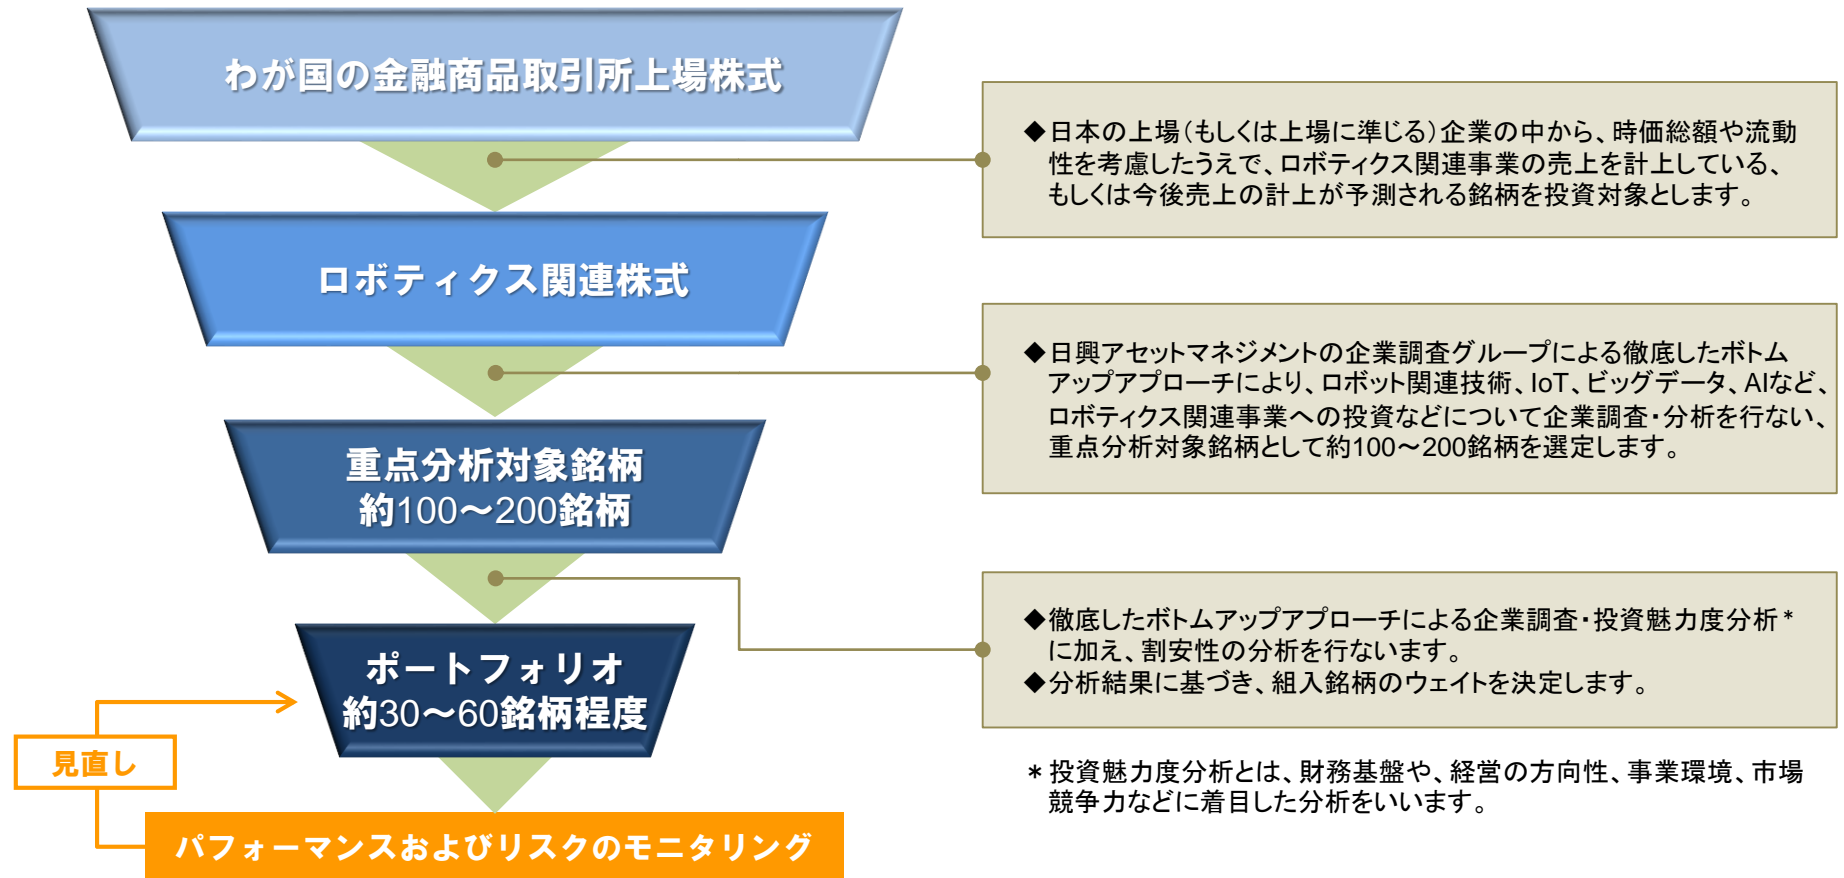 わが国の金融商品取引所上場株式
◆日本の上場(もしくは上場に準じる)企業の中から、時価総額や流動
性を考慮したうえで、ロボティクス関連事業の売上を計上している、
もしくは今後売上の計上が予測される銘柄を投資対象とします。
ロボティクス関連株式
◆日興アセットマネジメントの企業調査グループによる徹底したボトム
アップアプローチにより、ロボット関連技術、IoT、ビッグデータ、AIなど、
ロボティクス関連事業への投資などについて企業調査・分析を行ない、
重点分析対象銘柄として約100～200銘柄を選定します。
重点分析対象銘柄
約100～200銘柄
◆徹底したボトムアップアプローチによる企業調査・投資魅力度分析*
に加え、割安性の分析を行ないます。
◆分析結果に基づき、組入銘柄のウェイトを決定します。
ポートフォリオ
約30～60銘柄程度
見直し
* 投資魅力度分析とは、財務基盤や、経営の方向性、事業環境、市場
競争力などに着目した分析をいいます。
パフォーマンスおよびリスクのモニタリング